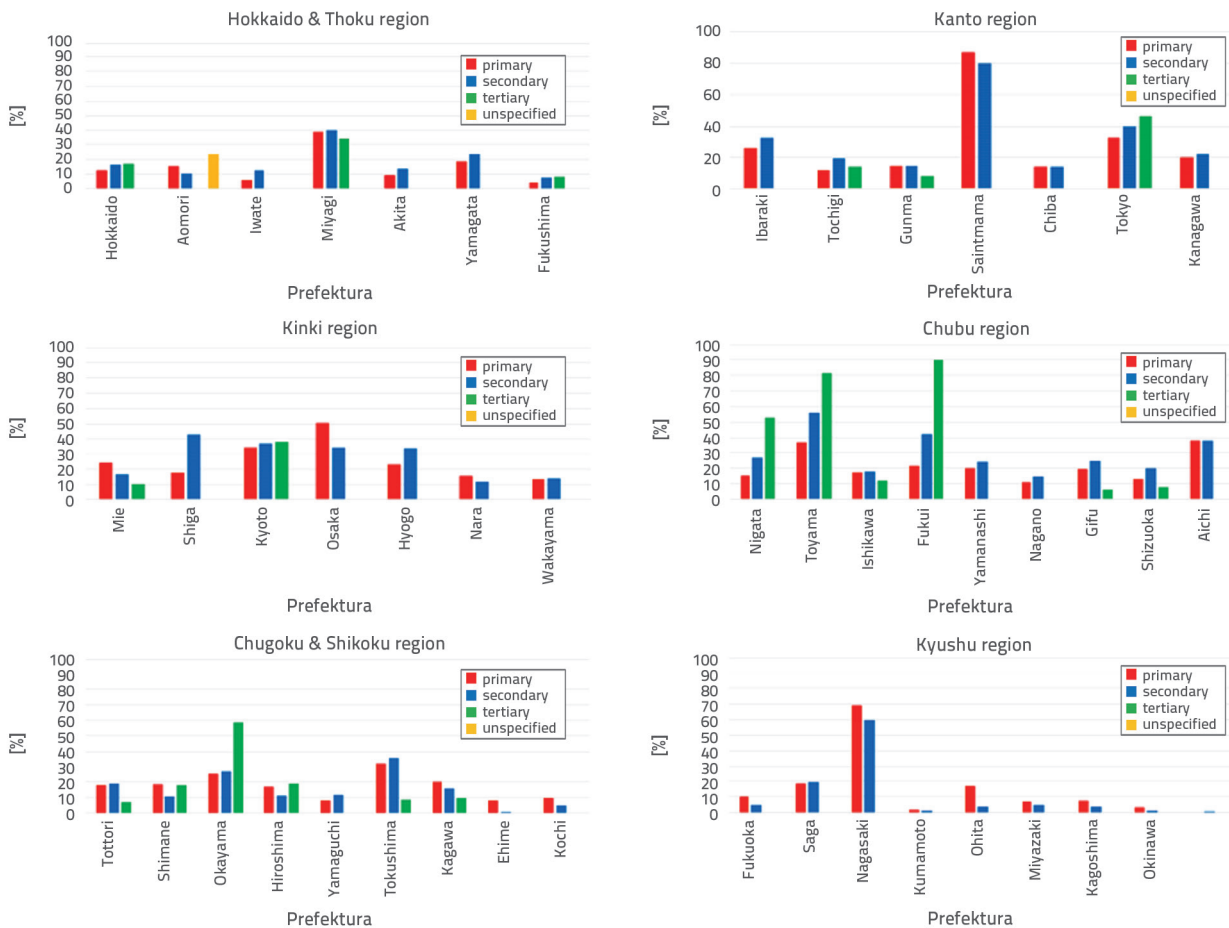 Hokkaido & Thoku region
100
90
80
70
60
50
40
30
20
10
0
[%]
primary
secondary
tertiary
unspecified
Hokkaido
Aomori
Iwate
Miyagi
Akita
Yamagata
Fukushima
Prefektura
Kanto region
100
80
60
40
20
0
[%]
primary
secondary
tertiary
unspecified
Ibaraki
Tochigi
Gunma
Saintmama
Chiba
Tokyo
Kanagawa
Prefektura
Kinki region
100
90
80
70
60
50
40
30
20
10
0
[%]
primary
secondary
tertiary
unspecified
Mie
Shiga
Kyoto
Osaka
Hyogo
Nara
Wakayama
Prefektura
Chubu region
100
90
80
70
60
50
40
30
20
10
0
[%]
primary
secondary
tertiary
unspecified
Nigata
Toyama
Ishikawa
Fukui
Yamanashi
Nagano
Gifu
Shizuoka
Aichi
Prefektura
Chugoku & Shikoku region
100
90
80
70
60
50
40
30
20
10
0
[%]
primary
secondary
tertiary
unspecified
Tottori
Shimane
Okayama
Hiroshima
Yamaguchi
Tokushima
Kagawa
Ehime
Kochi
Prefektura
Kyushu region
100
90
80
70
60
50
40
30
20
10
0
[%]
primary
secondary
tertiary
unspecified
Fukuoka
Saga
Nagasaki
Kumamoto
Ohita
Miyazaki
Kagoshima
Okinawa
Prefektura